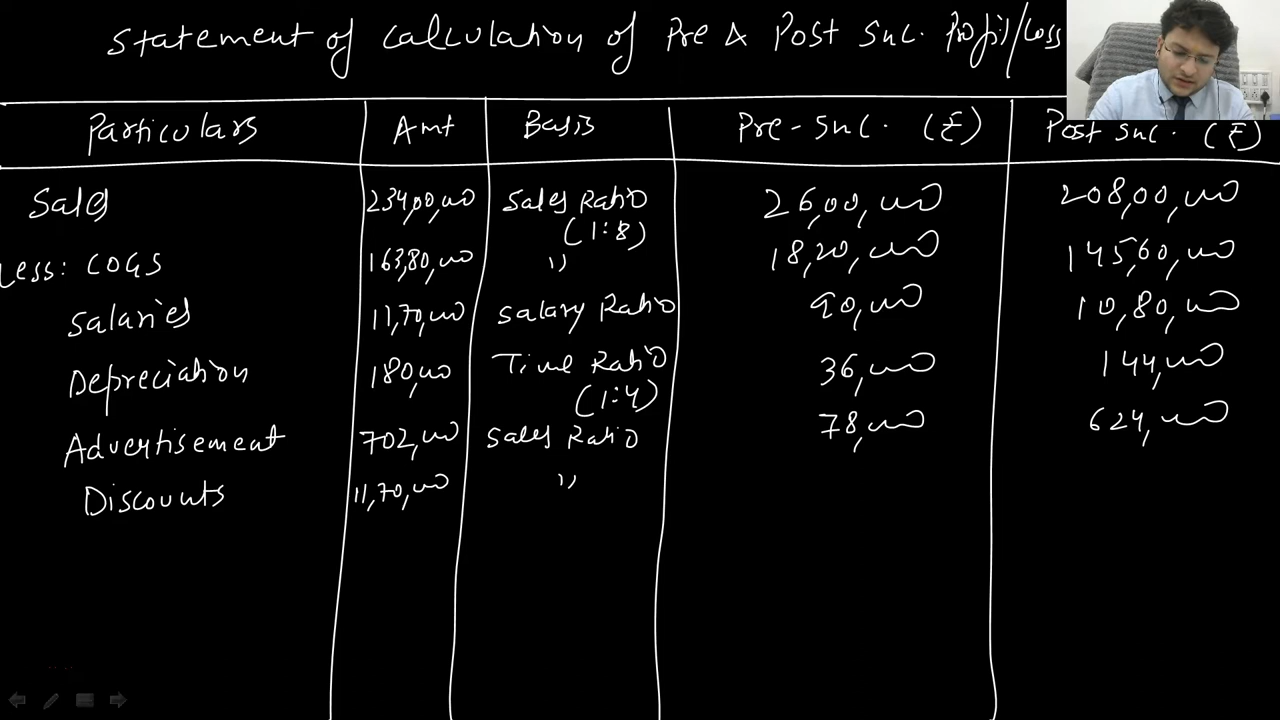 Statement of Calculation of Pre & Post Inc. Profit/Loss
Particulars Amt Basis Pre-Inc. (₹) Post Inc. (₹)
Sales 234,00,000 Sales Ratio 26,00,000 208,00,000
(1:8)
Less: COGS 163,80,000 " 18,20,000 145,60,000
Salaries 11,70,000 Salary Ratio 90,000 10,80,000
Depreciation 180,000 Time Ratio 36,000 144,000
(1:4)
Advertisement 702,000 Sales Ratio 78,000 624,000
Discounts 11,70,000 "